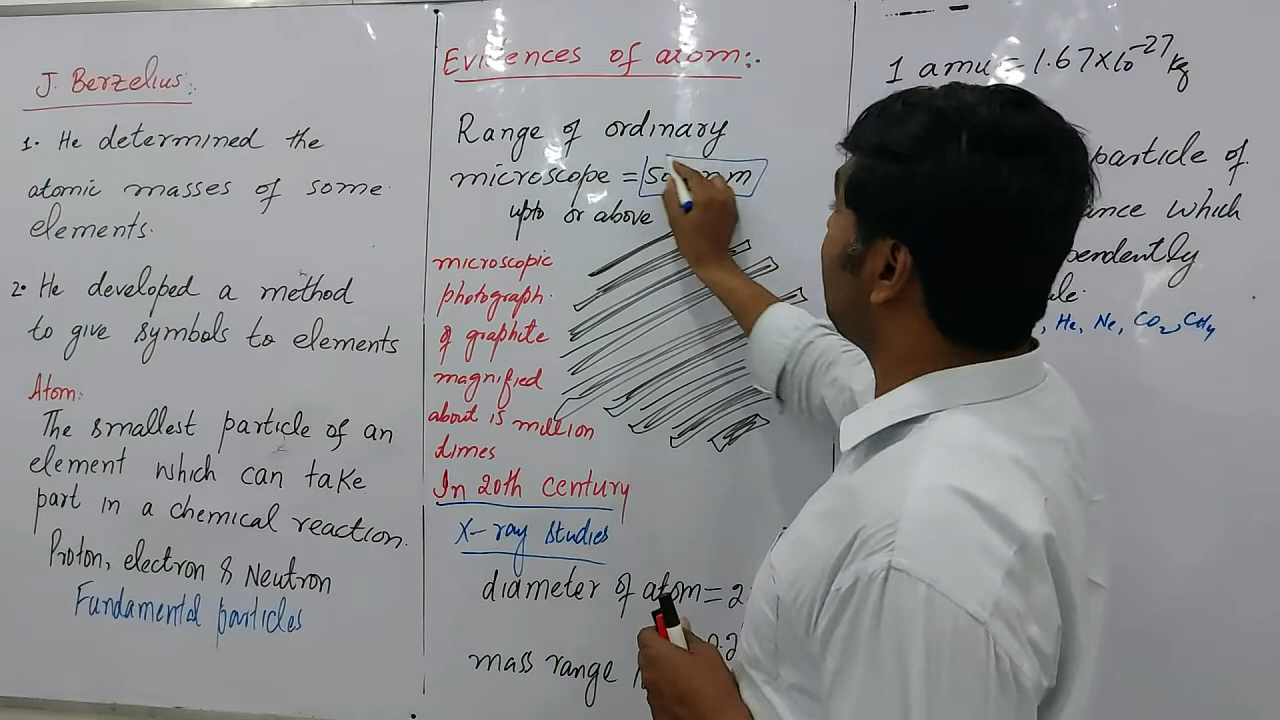 J. Berzelius:
1. He determined the
atomic masses of some
elements.
2. He developed a method
to give symbols to elements
Atom:
The smallest particle of an
element which can take
part in a chemical reaction.
Proton, electron & Neutron
Fundamental particles
Evidences of atom:
Range of ordinary
microscope =
upto or above
microscopic
photograph
of graphite
magnified
about 15 million
times
In 20th century
X-ray studies
diameter of atom = 2
mass range
1 amu = 1.67×10⁻²⁷ kg
particle of
which
He, Ne, CO₂, CH₄